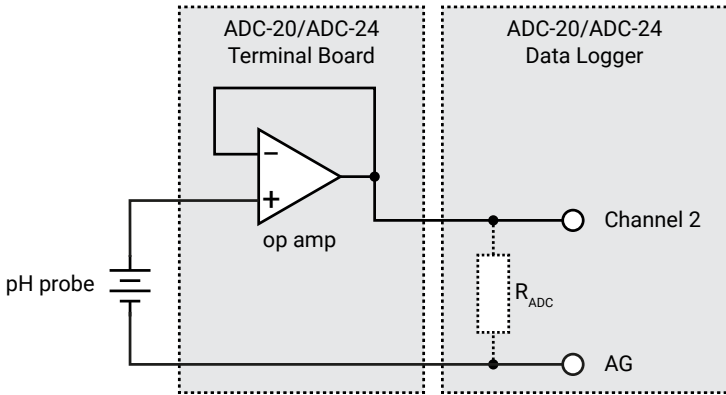 ADC-20/ADC-24
Terminal Board
ADC-20/ADC-24
Data Logger
−
+
op amp
Channel 2
pH probe
R_ADC
AG